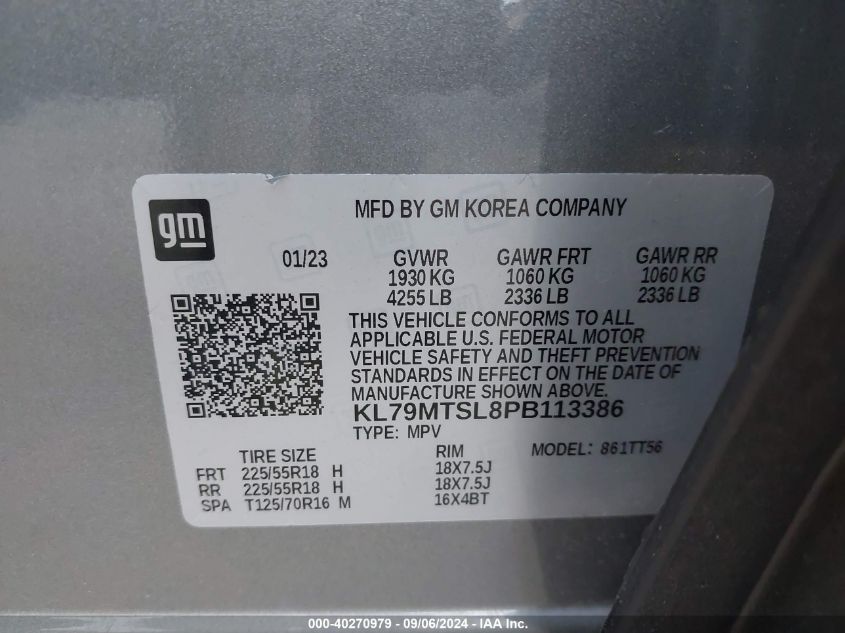 gm
MFD BY GM KOREA COMPANY
01/23 GVWR GAWR FRT GAWR RR
1930 KG 1060 KG 1060 KG
4255 LB 2336 LB 2336 LB
THIS VEHICLE CONFORMS TO ALL
APPLICABLE U.S. FEDERAL MOTOR
VEHICLE SAFETY AND THEFT PREVENTION
STANDARDS IN EFFECT ON THE DATE OF
MANUFACTURE SHOWN ABOVE.
KL79MTSL8PB113386
TYPE: MPV
TIRE SIZE RIM MODEL: 861TT56
FRT 225/55R18 H 18X7.5J
RR 225/55R18 H 18X7.5J
SPA T125/70R16 M 16X4BT
000-40270979 - 09/06/2024 - IAA Inc.